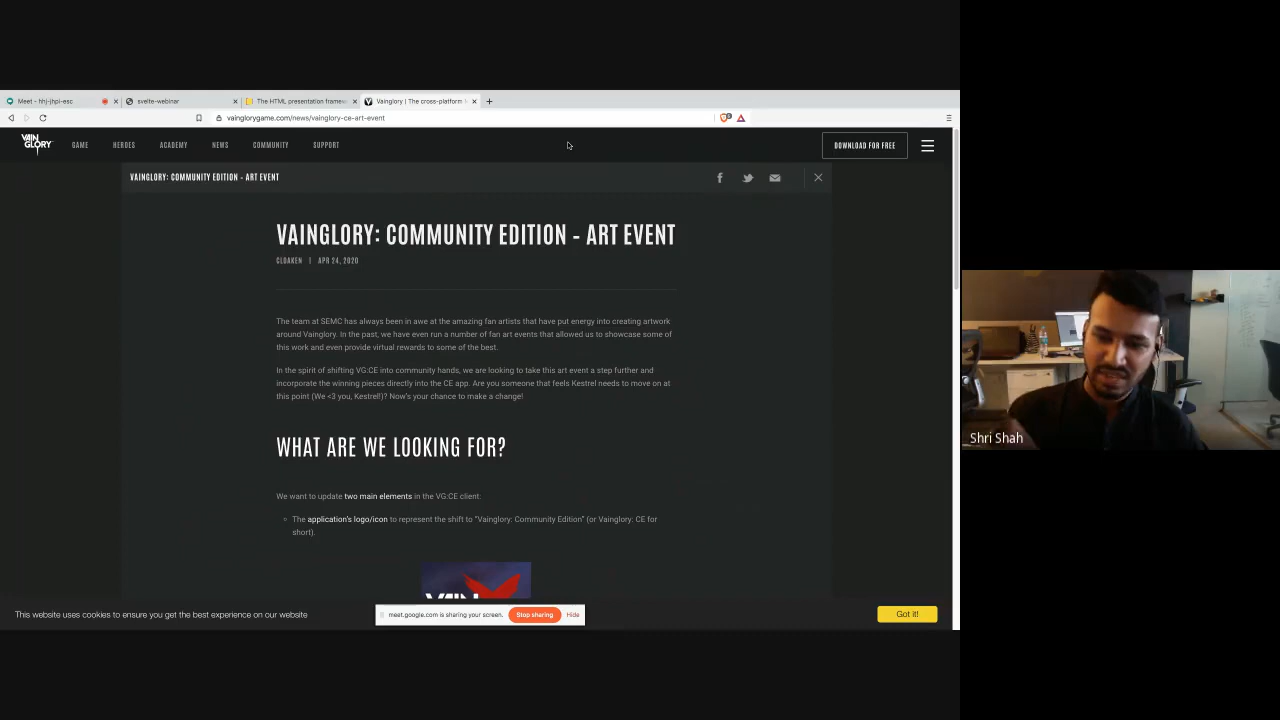 Meet - hhj-jhpi-esc
svelte-webinar
The HTML presentation framew
Vainglory | The cross-platform
vainglorygame.com/news/vainglory-ce-art-event
VAIN
GLORY
GAME
HEROES
ACADEMY
NEWS
COMMUNITY
SUPPORT
DOWNLOAD FOR FREE
VAINGLORY: COMMUNITY EDITION - ART EVENT
VAINGLORY: COMMUNITY EDITION - ART EVENT
CLOAKEN | APR 24, 2020
The team at SEMC has always been in awe at the amazing fan artists that have put energy into creating artwork
around Vainglory. In the past, we have even run a number of fan art events that allowed us to showcase some of
this work and even provide virtual rewards to some of the best.
In the spirit of shifting VG:CE into community hands, we are looking to take this art event a step further and
incorporate the winning pieces directly into the CE app. Are you someone that feels Kestrel needs to move on at
this point (We <3 you, Kestrel!)? Now's your chance to make a change!
WHAT ARE WE LOOKING FOR?
We want to update two main elements in the VG:CE client:
The application's logo/icon to represent the shift to "Vainglory: Community Edition" (or Vainglory: CE for
short).
VAIN
This website uses cookies to ensure you get the best experience on our website
meet.google.com is sharing your screen.
Stop sharing
Hide
Got it!
Shri Shah